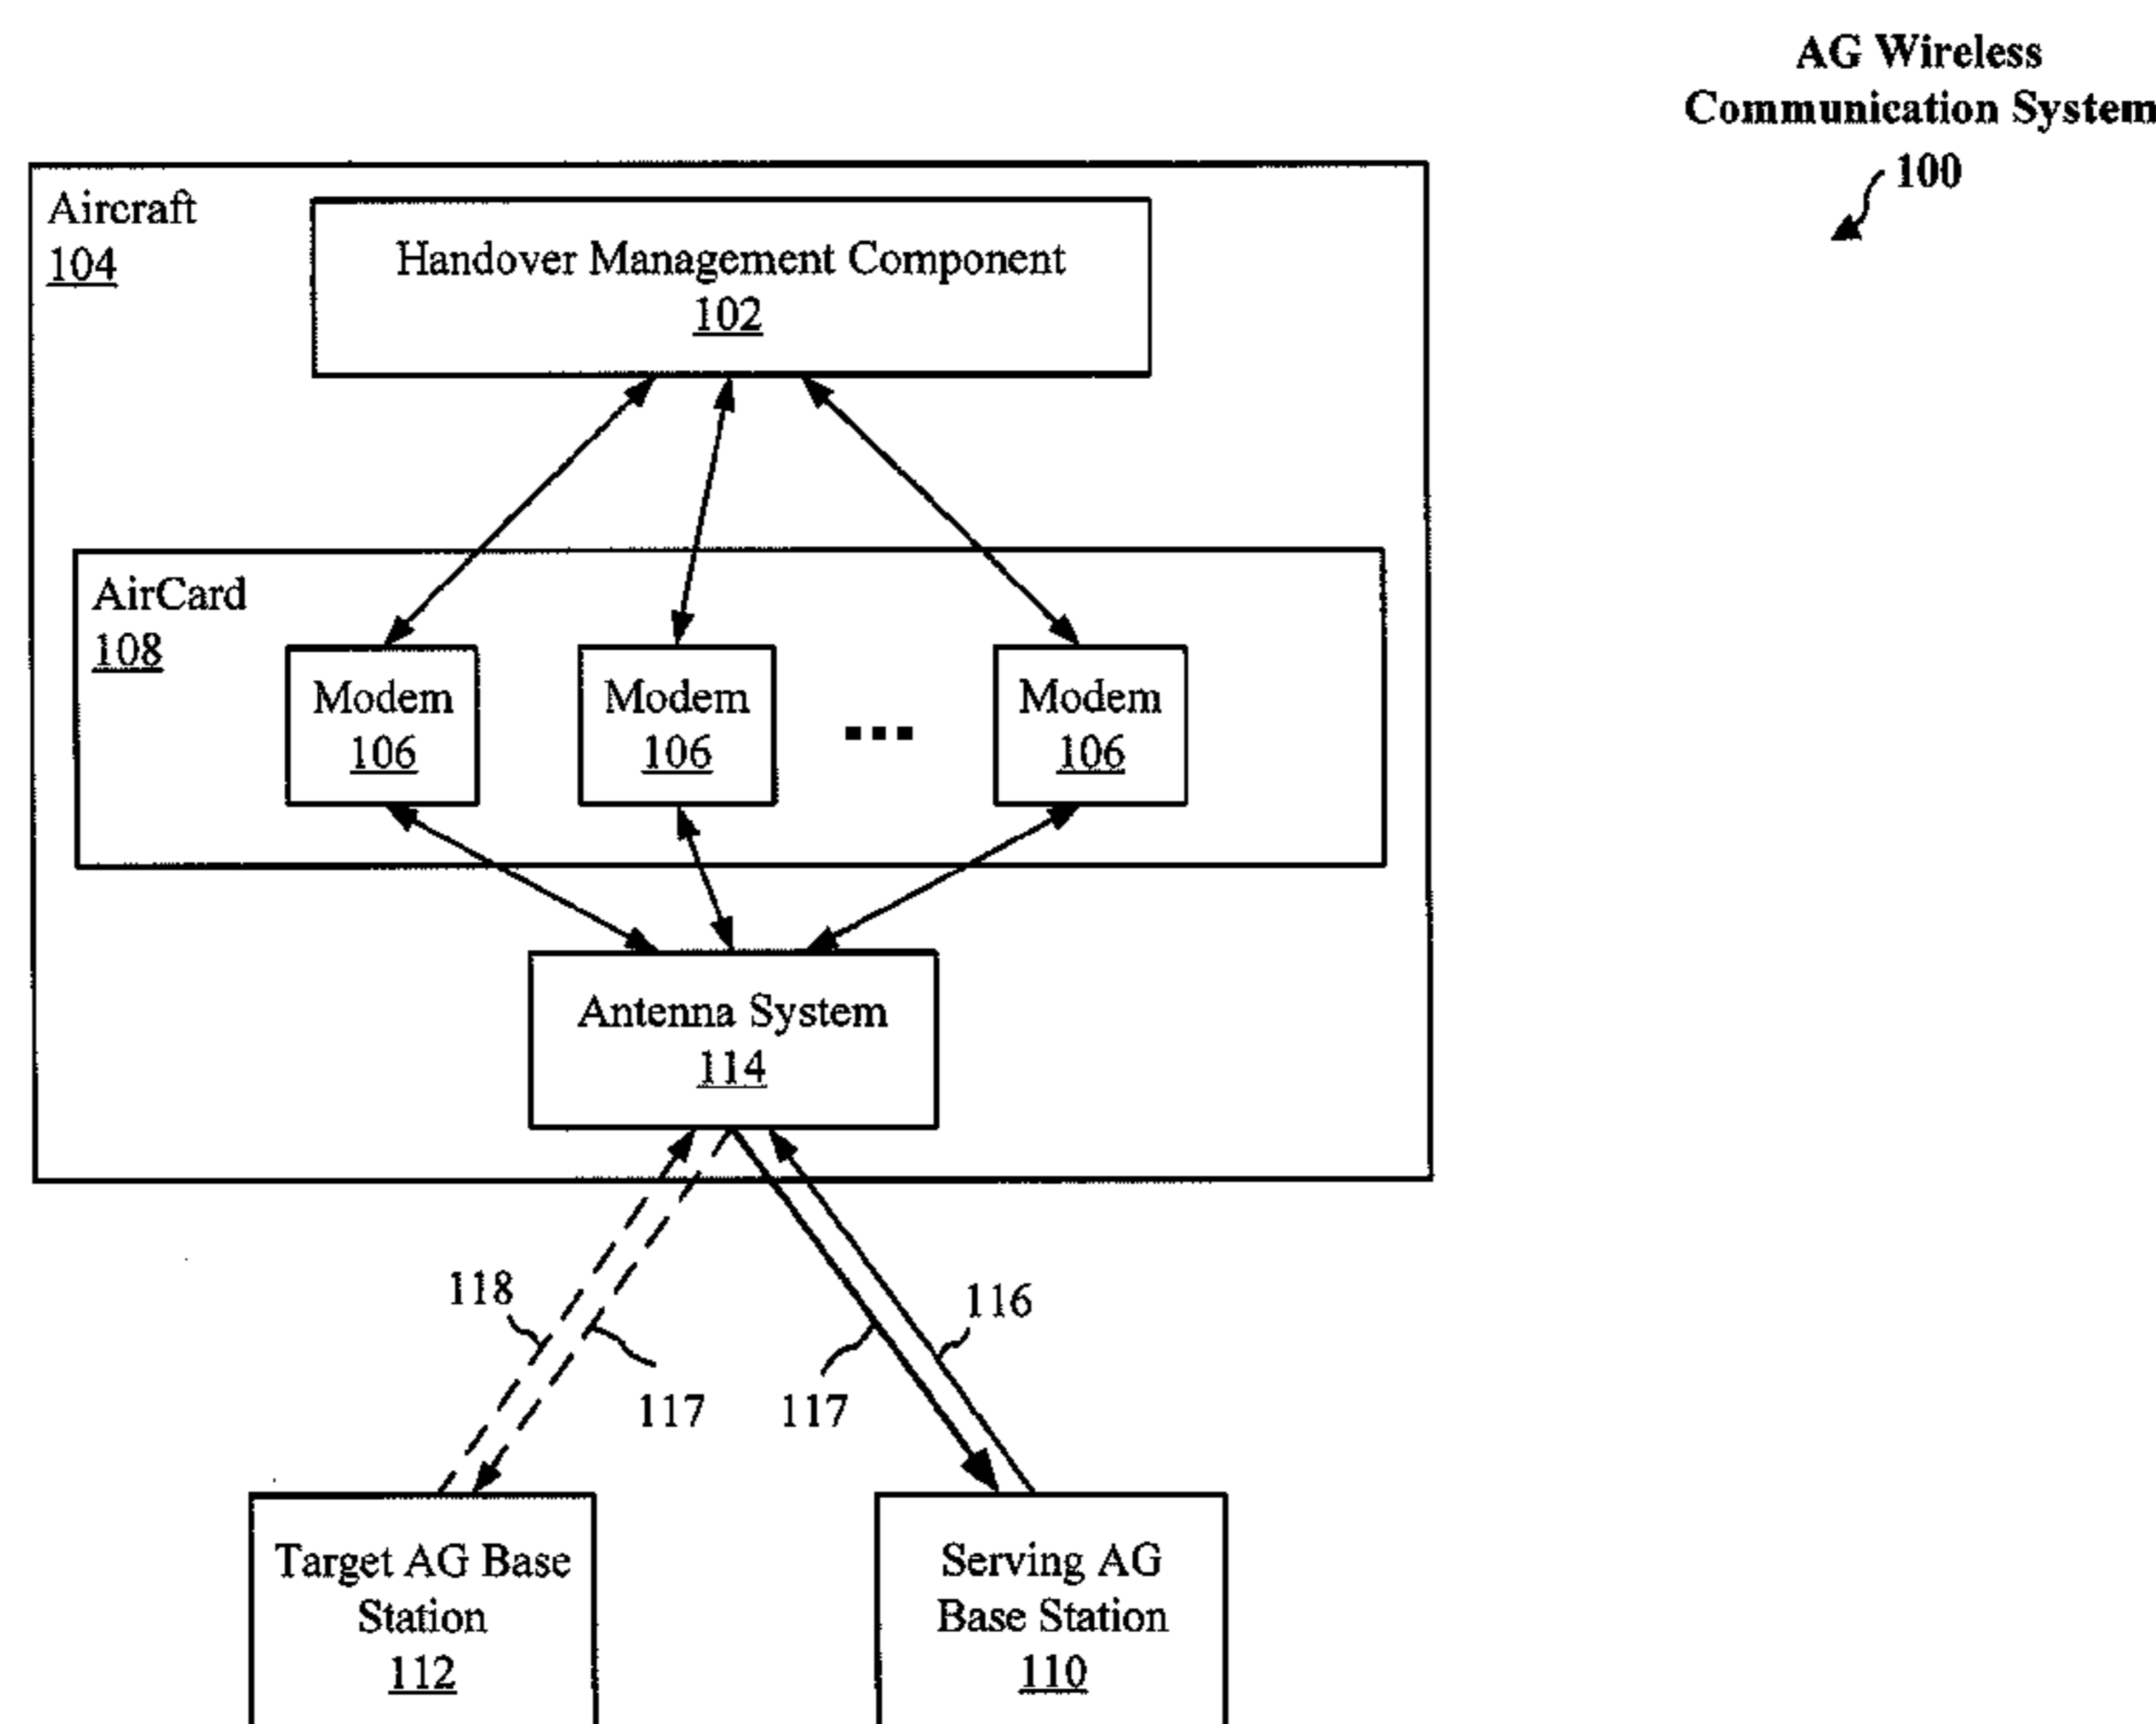 AG Wireless
Communication System
100
Aircraft
104
Handover Management Component
102
AirCard
108
Modem
106
Modem
106
Modem
106
Antenna System
114
118
116
117
117
Target AG Base
Station
112
Serving AG
Base Station
110